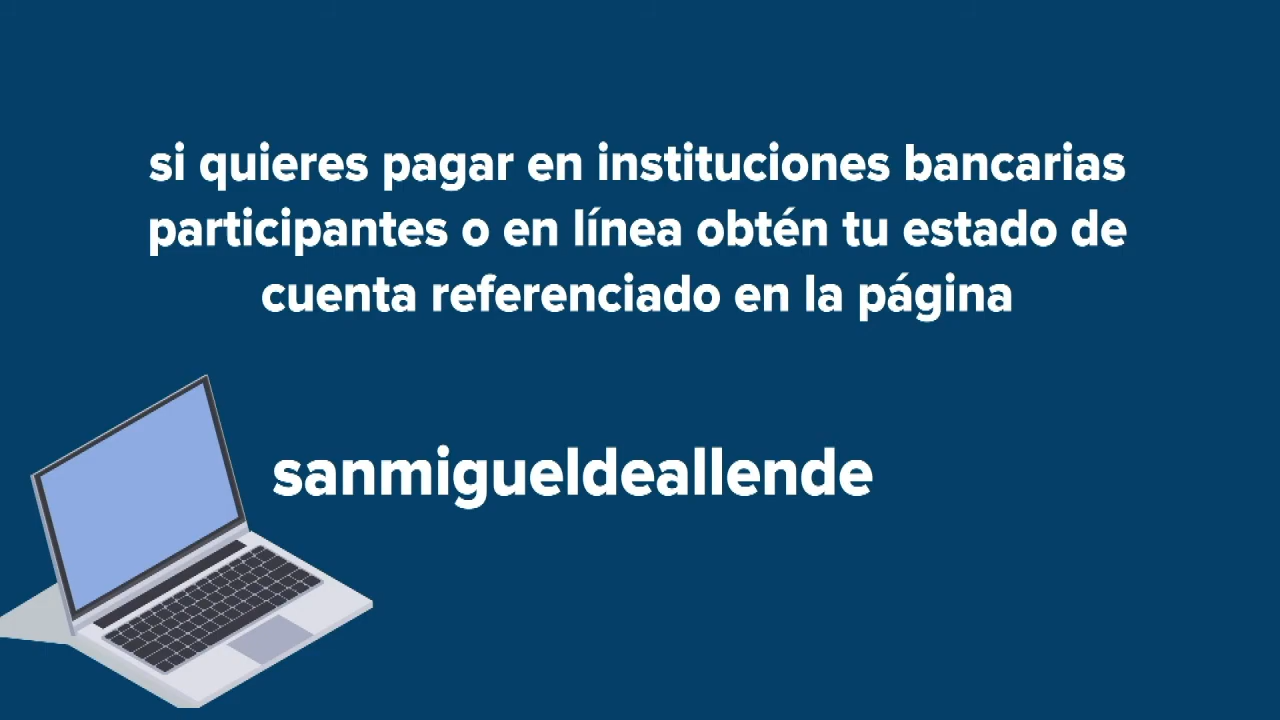 si quieres pagar en instituciones bancarias
participantes o en línea obtén tu estado de
cuenta referenciado en la página
sanmigueldeallende